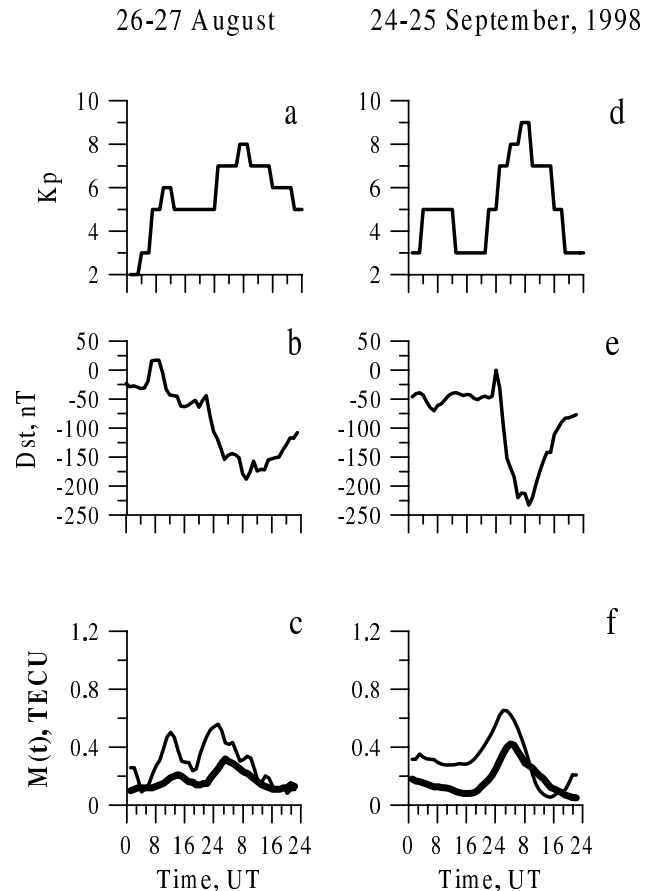 26-27 August
24-25 September, 1998
10
8
6
4
2
Kp
a
10
8
6
4
2
d
50
0
-50
-100
-150
-200
-250
Dst, nT
b
50
0
-50
-100
-150
-200
-250
e
1.2
0.8
0.4
0
M(t), TECU
c
1.2
0.8
0.4
0
f
0 8 16 24 8 16 24
Time, UT
0 8 16 24 8 16 24
Time, UT